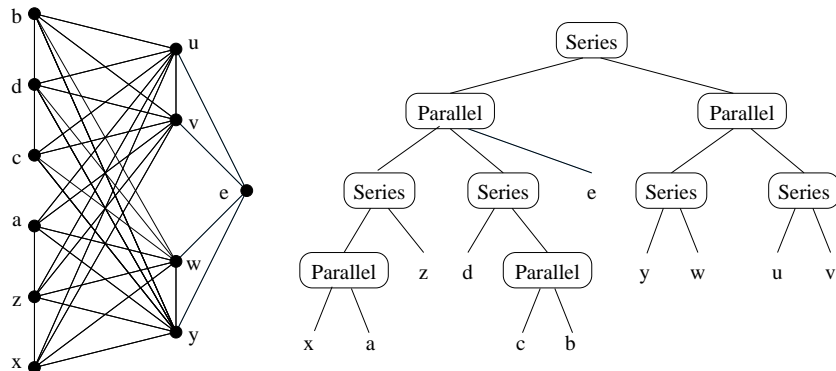 b
u
d
v
c
e
a
w
z
y
x
Series
Parallel Parallel
Series Series e Series Series
Parallel z d Parallel y w u v
x a c b